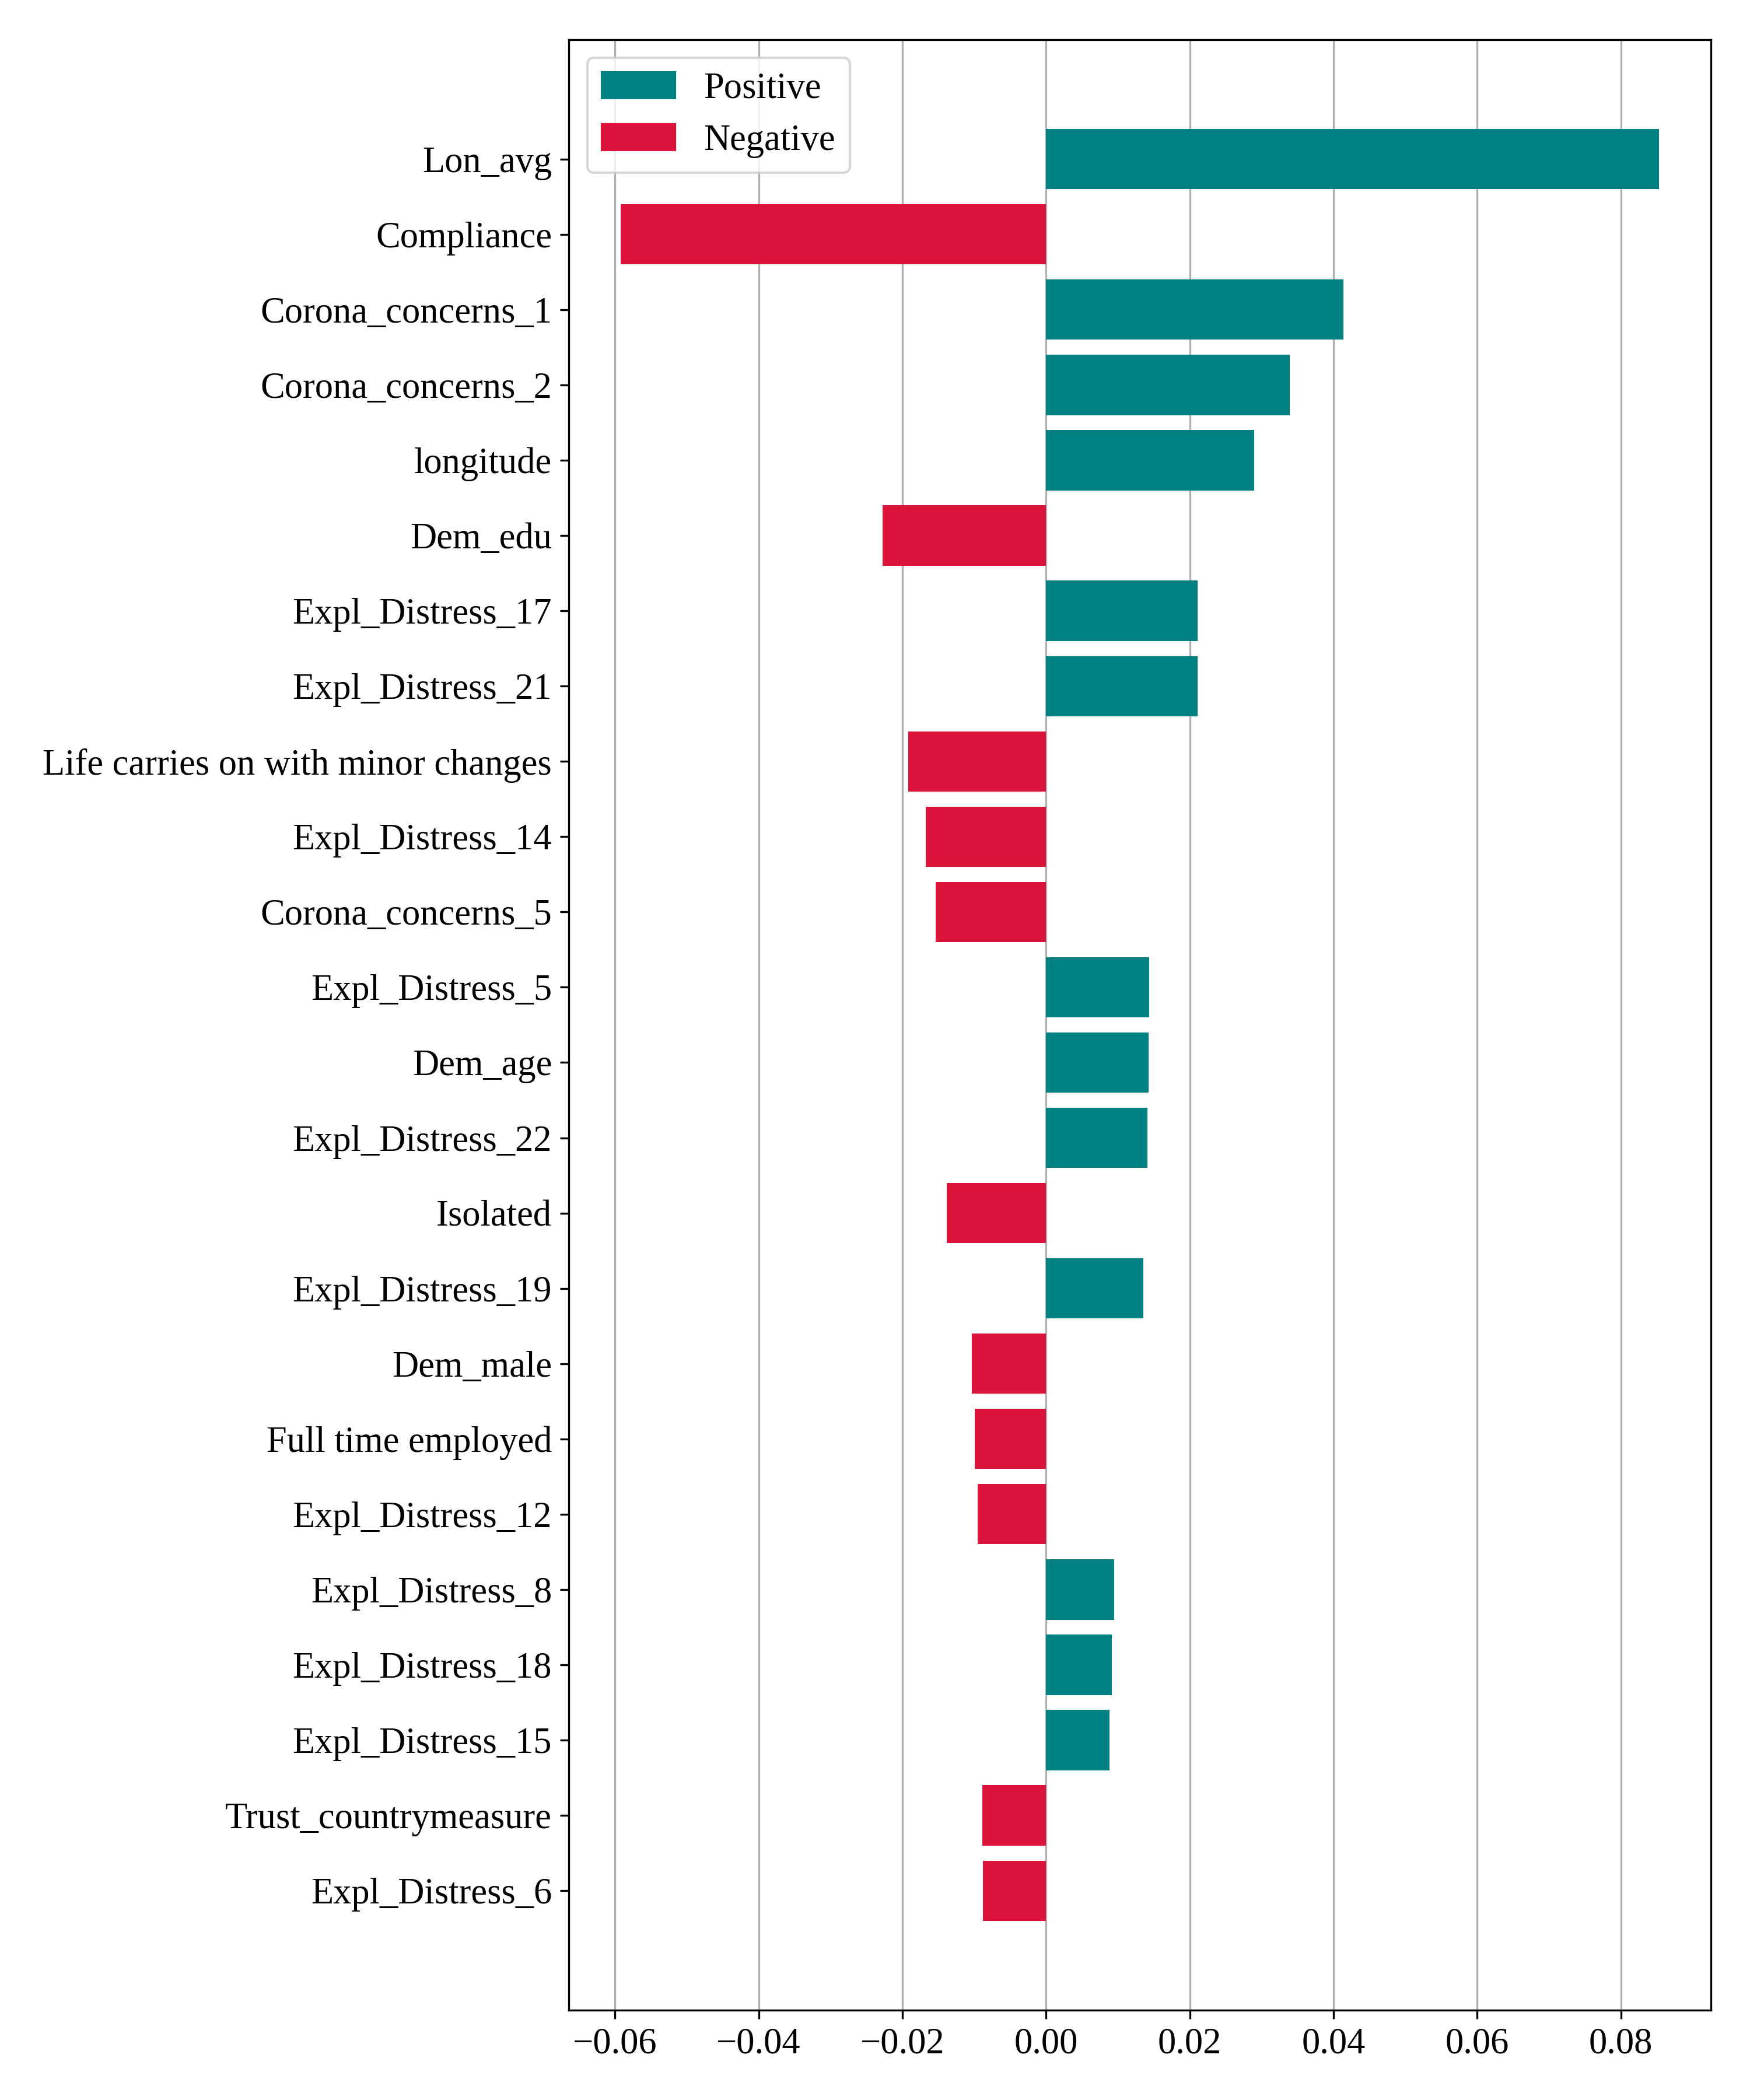 Positive
Negative
Lon_avg
Compliance
Corona_concerns_1
Corona_concerns_2
longitude
Dem_edu
Expl_Distress_17
Expl_Distress_21
Life carries on with minor changes
Expl_Distress_14
Corona_concerns_5
Expl_Distress_5
Dem_age
Expl_Distress_22
Isolated
Expl_Distress_19
Dem_male
Full time employed
Expl_Distress_12
Expl_Distress_8
Expl_Distress_18
Expl_Distress_15
Trust_countrymeasure
Expl_Distress_6
−0.06 −0.04 −0.02 0.00 0.02 0.04 0.06 0.08